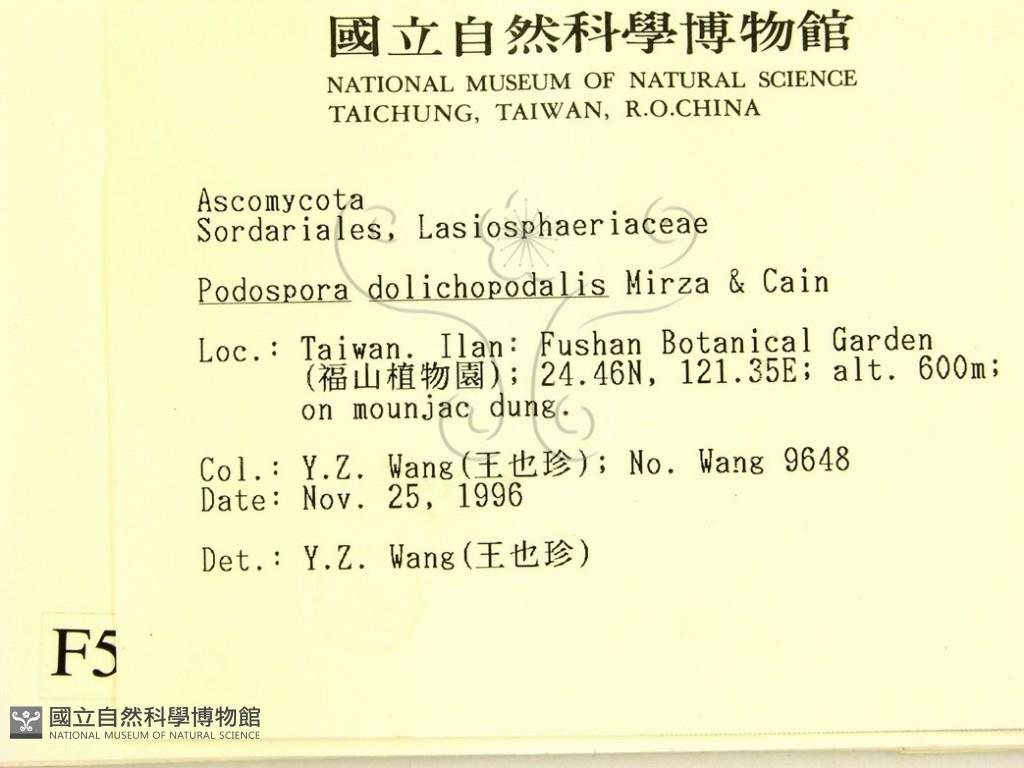 國立自然科學博物館
NATIONAL MUSEUM OF NATURAL SCIENCE
TAICHUNG, TAIWAN, R.O.CHINA
Ascomycota
Sordariales, Lasiosphaeriaceae
Podospora dolichopodalis Mirza & Cain
Loc.: Taiwan. Ilan: Fushan Botanical Garden
(福山植物園); 24.46N, 121.35E; alt. 600m;
on mounjac dung.
Col.: Y.Z. Wang(王也珍); No. Wang 9648
Date: Nov. 25, 1996
Det.: Y.Z. Wang(王也珍)
F5
國立自然科學博物館
NATIONAL MUSEUM OF NATURAL SCIENCE